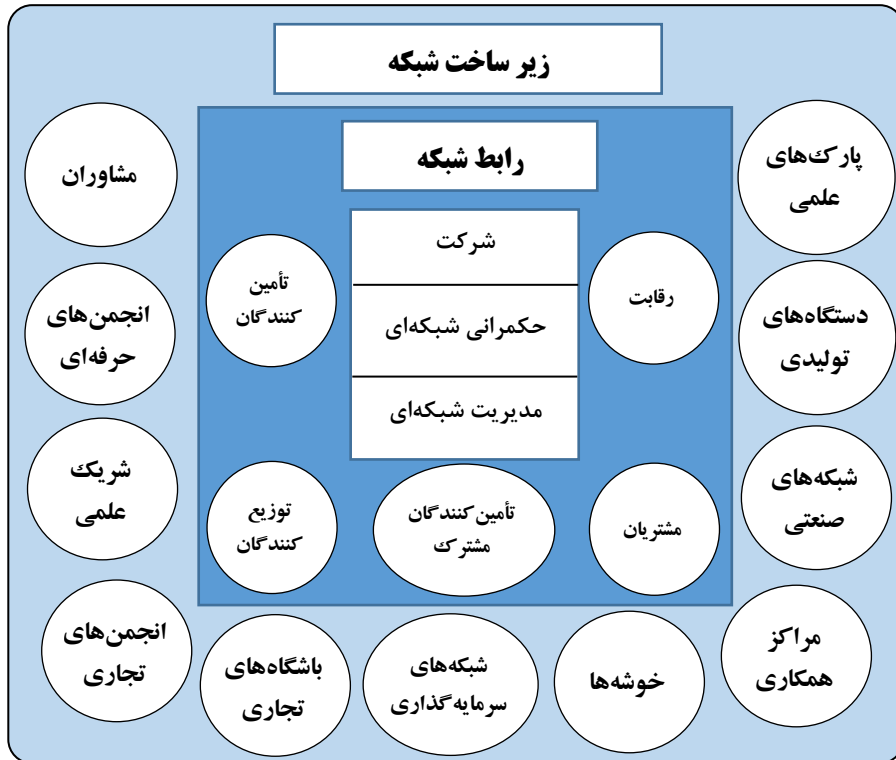 زیر ساخت شبکه
رابط شبکه
شرکت
حکمرانی شبکه‌ای
مدیریت شبکه‌ای
رقابت
تأمین
کنندگان
مشتریان
تأمین‌کنندگان
مشترک
توزیع
کنندگان
پارک‌های
علمی
دستگاه‌های
تولیدی
شبکه‌های
صنعتی
مراکز
همکاری
خوشه‌ها
شبکه‌های
سرمایه‌گذاری
باشگاه‌های
تجاری
انجمن‌های
تجاری
شریک
علمی
انجمن‌های
حرفه‌ای
مشاوران